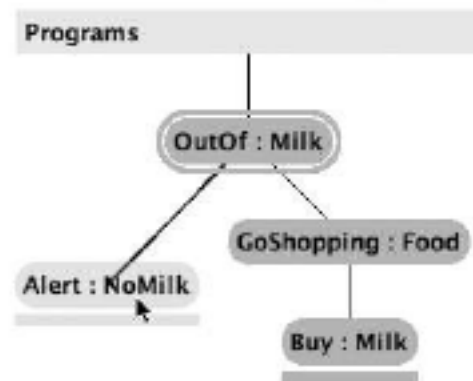 Programs
OutOf : Milk
GoShopping : Food
Alert : NoMilk
Buy : Milk